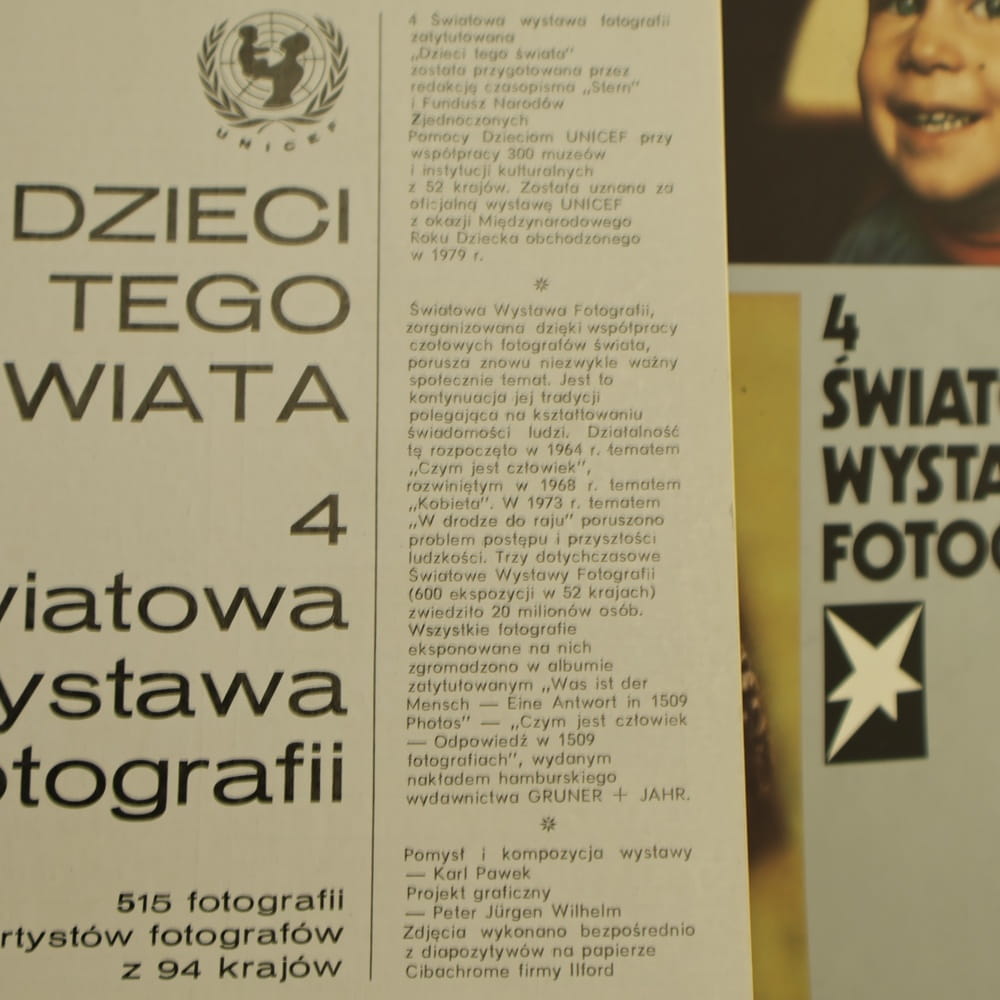 UNICEF
DZIECI
TEGO
WIATA
4
wiatowa
ystawa
otografii
515 fotografii
rtystów fotografów
z 94 krajów
4 Światowa wystawa fotografii
zatytułowana
„Dzieci tego świata”
została przygotowana przez
redakcję czasopisma „Stern”
i Fundusz Narodów
Zjednoczonych
Pomocy Dzieciom UNICEF przy
współpracy 300 muzeów
i instytucji kulturalnych
z 52 krajów. Została uznana za
oficjalną wystawę UNICEF
z okazji Międzynarodowego
Roku Dziecka obchodzonego
w 1979 r.
*
Światowa Wystawa Fotografii,
zorganizowana dzięki współpracy
czołowych fotografów świata,
porusza znowu niezwykle ważny
społecznie temat. Jest to
kontynuacja jej tradycji
polegająca na kształtowaniu
świadomości ludzi. Działalność
tę rozpoczęto w 1964 r. tematem
„Czym jest człowiek”,
rozwiniętym w 1968 r. tematem
„Kobieta”. W 1973 r. tematem
„W drodze do raju” poruszono
problem postępu i przyszłości
ludzkości. Trzy dotychczasowe
Światowe Wystawy Fotografii
(600 ekspozycji w 52 krajach)
zwiedziło 20 milionów osób.
Wszystkie fotografie
eksponowane na nich
zgromadzono w albumie
zatytułowanym „Was ist der
Mensch — Eine Antwort in 1509
Photos” — „Czym jest człowiek
— Odpowiedź w 1509
fotografiach”, wydanym
nakładem hamburskiego
wydawnictwa GRUNER + JAHR.
*
Pomysł i kompozycja wystawy
— Karl Pawek
Projekt graficzny
— Peter Jürgen Wilhelm
Zdjęcia wykonano bezpośrednio
z diapozytywów na papierze
Cibachrome firmy Ilford
4
ŚWIAT
WYSTA
FOTOG